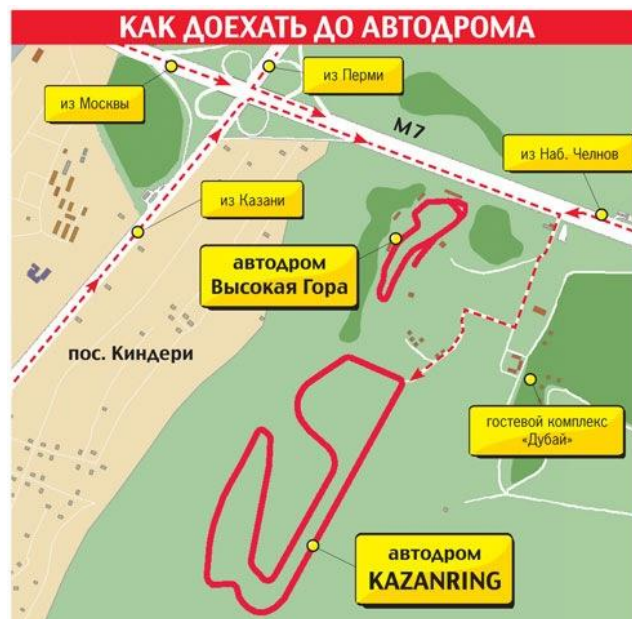 КАК ДОЕХАТЬ ДО АВТОДРОМА
из Москвы
из Перми
М7
из Наб. Челнов
из Казани
автодром
Высокая Гора
пос. Киндери
гостевой комплекс
«Дубай»
автодром
KAZANRING